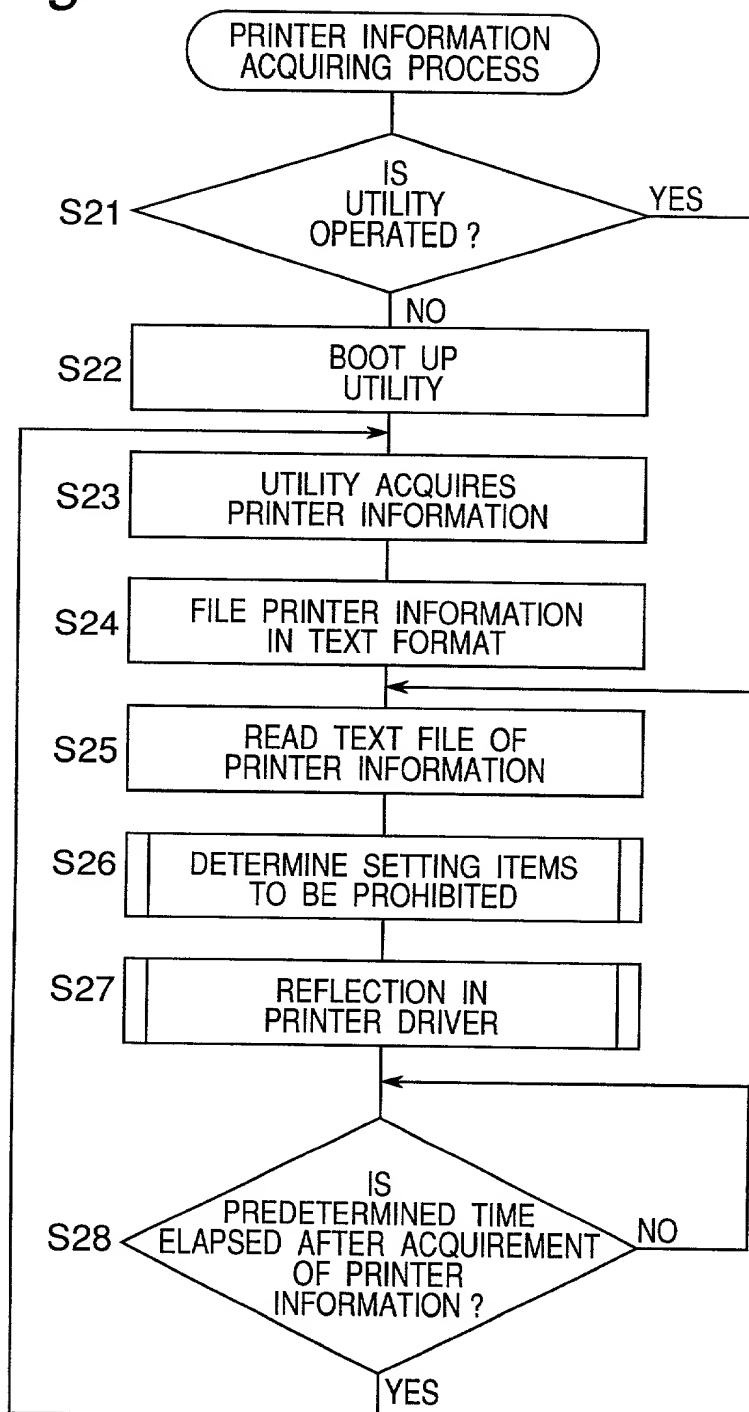 PRINTER INFORMATION
ACQUIRING PROCESS
S21
IS
UTILITY
OPERATED ?
YES
NO
S22
BOOT UP
UTILITY
S23
UTILITY ACQUIRES
PRINTER INFORMATION
S24
FILE PRINTER INFORMATION
IN TEXT FORMAT
S25
READ TEXT FILE OF
PRINTER INFORMATION
S26
DETERMINE SETTING ITEMS
TO BE PROHIBITED
S27
REFLECTION IN
PRINTER DRIVER
S28
IS
PREDETERMINED TIME
ELAPSED AFTER ACQUIREMENT
OF PRINTER
INFORMATION ?
NO
YES